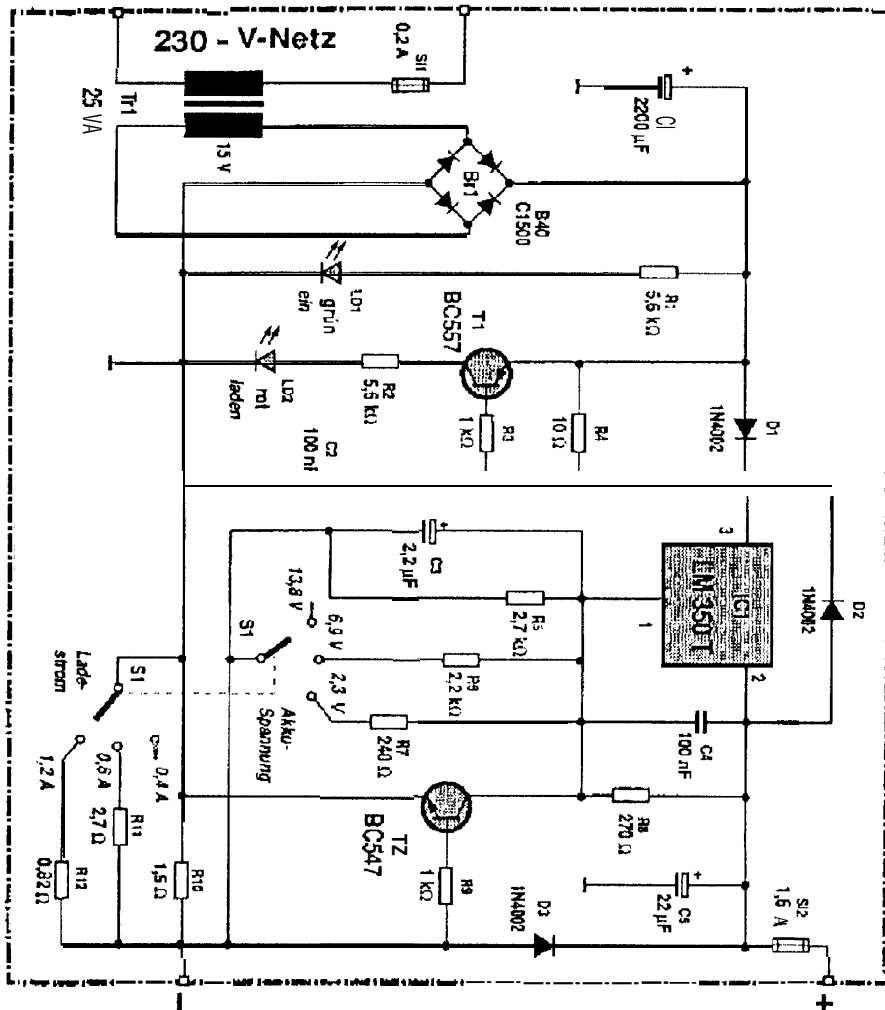 230 - V-Netz
0,2 A
Si1
Tr1
25 VA
15 V
+
C1
2200 µF
Br1
B40
C1500
LD1
grün
ein
R1
5,6 kΩ
T1
BC557
LD2
rot
laden
R2
5,6 kΩ
R3
1 kΩ
R4
10 Ω
D1
1N4002
C2
100 nF
3
IC1
LM 350 T
1
2
D2
1N4002
+
C3
2,2 µF
R5
2,7 kΩ
13,8 V
6,9 V
2,3 V
S1
Akku-
Spannung
R6
2,2 kΩ
R7
240 Ω
C4
100 nF
S1
Lade-
strom
0,4 A
0,6 A
1,2 A
R11
2,7 Ω
R12
0,82 Ω
R10
1,5 Ω
TZ
BC547
R8
270 Ω
R9
1 kΩ
D3
1N4002
+
C5
22 µF
Si2
1,6 A
-
+